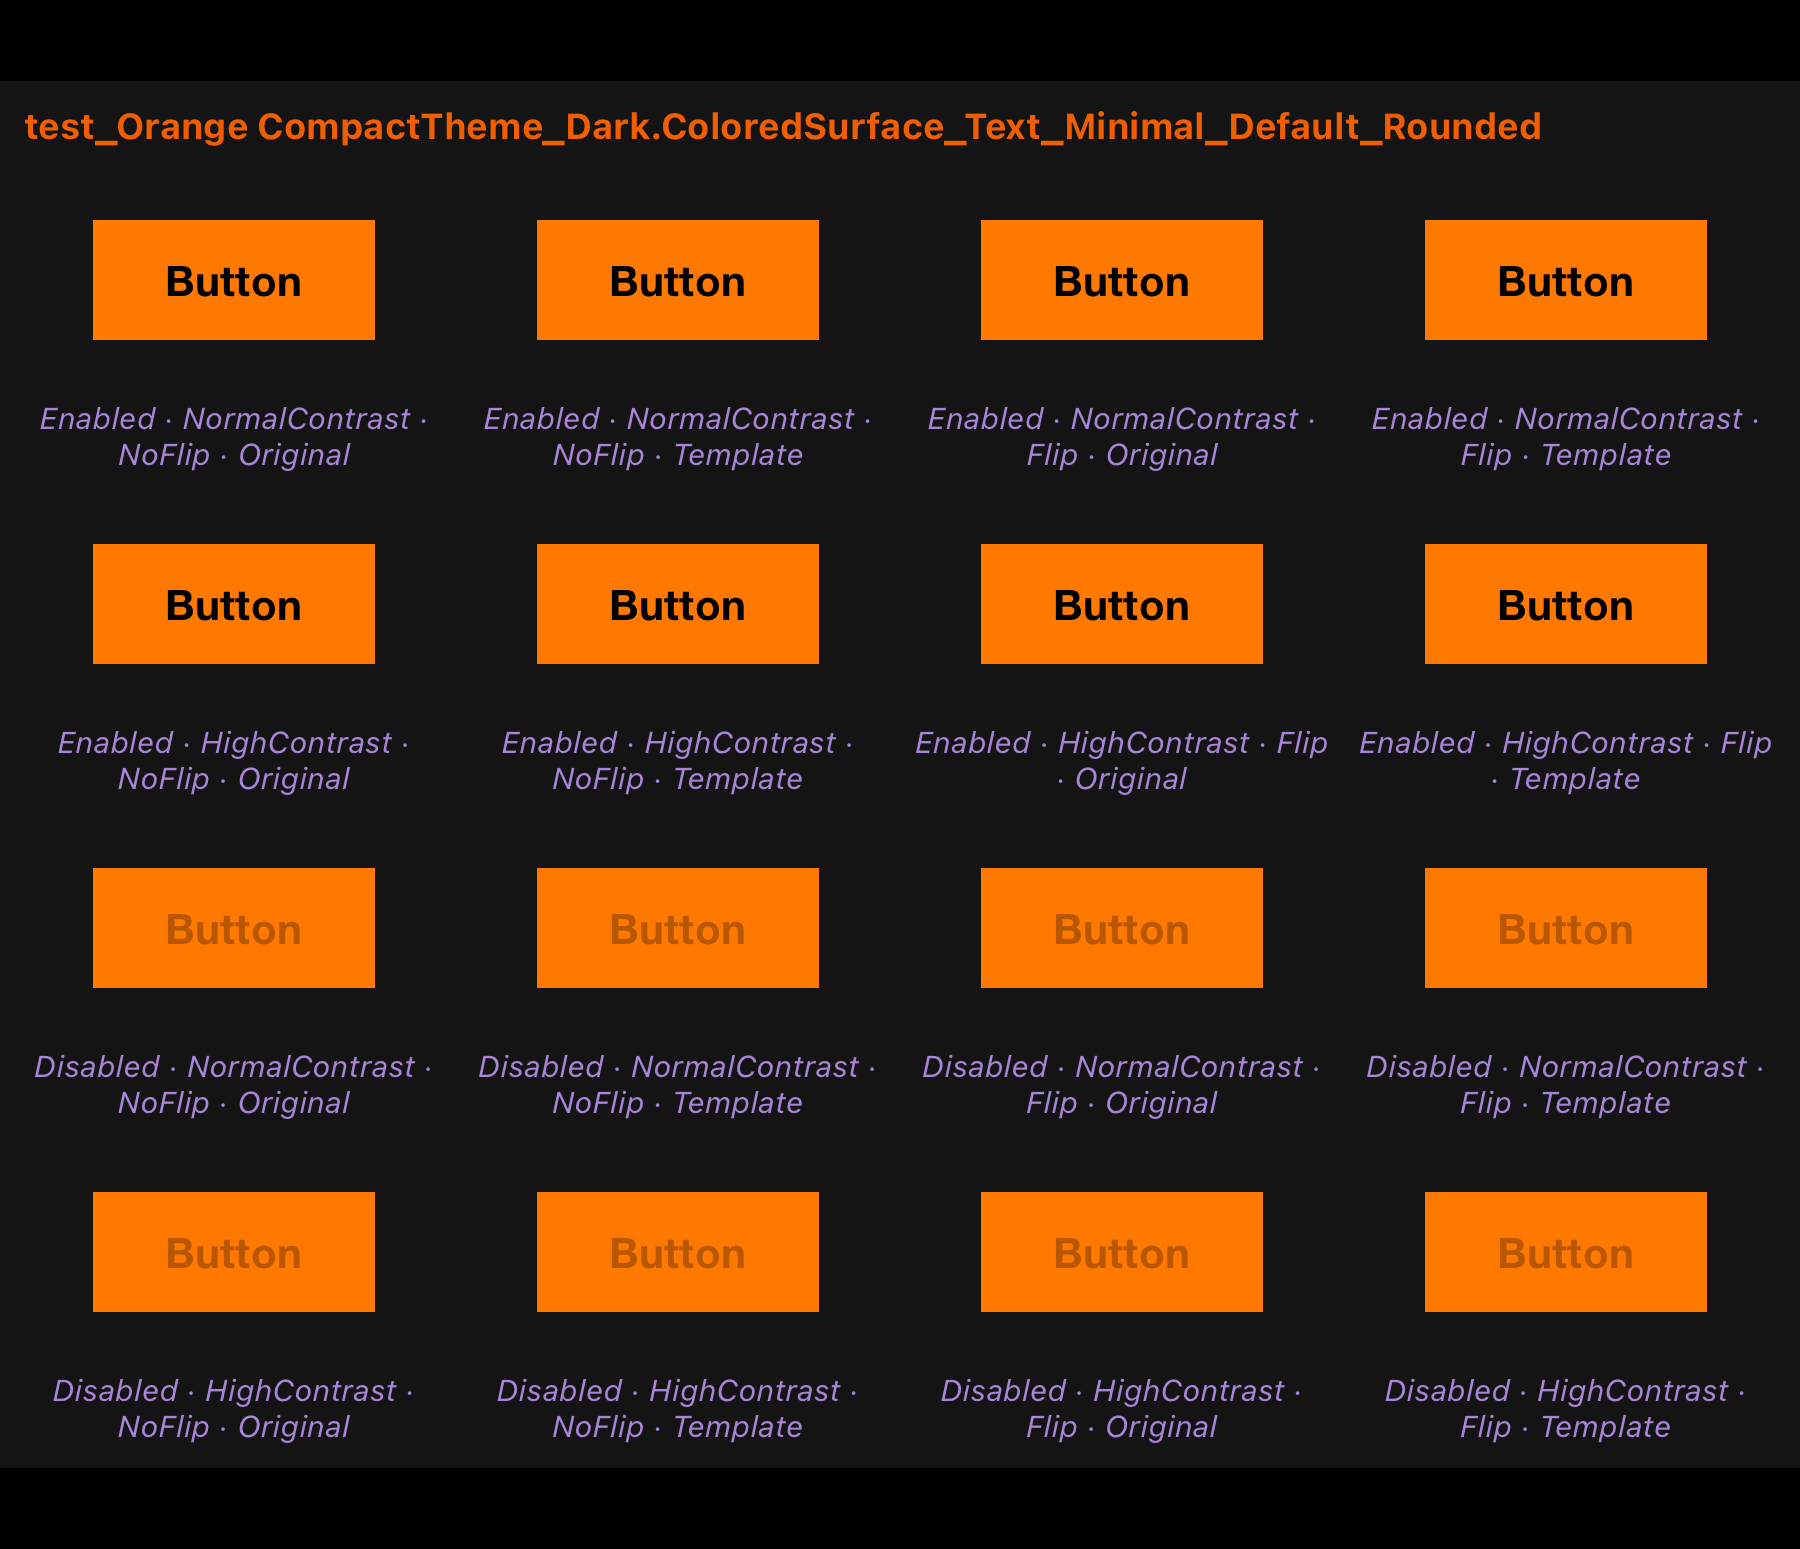 test_Orange CompactTheme_Dark.ColoredSurface_Text_Minimal_Default_Rounded
Button Button Button Button
Enabled · NormalContrast · Enabled · NormalContrast · Enabled · NormalContrast · Enabled · NormalContrast ·
NoFlip · Original NoFlip · Template Flip · Original Flip · Template
Button Button Button Button
Enabled · HighContrast · Enabled · HighContrast · Enabled · HighContrast · Flip Enabled · HighContrast · Flip
NoFlip · Original NoFlip · Template · Original · Template
Button Button Button Button
Disabled · NormalContrast · Disabled · NormalContrast · Disabled · NormalContrast · Disabled · NormalContrast ·
NoFlip · Original NoFlip · Template Flip · Original Flip · Template
Button Button Button Button
Disabled · HighContrast · Disabled · HighContrast · Disabled · HighContrast · Disabled · HighContrast ·
NoFlip · Original NoFlip · Template Flip · Original Flip · Template